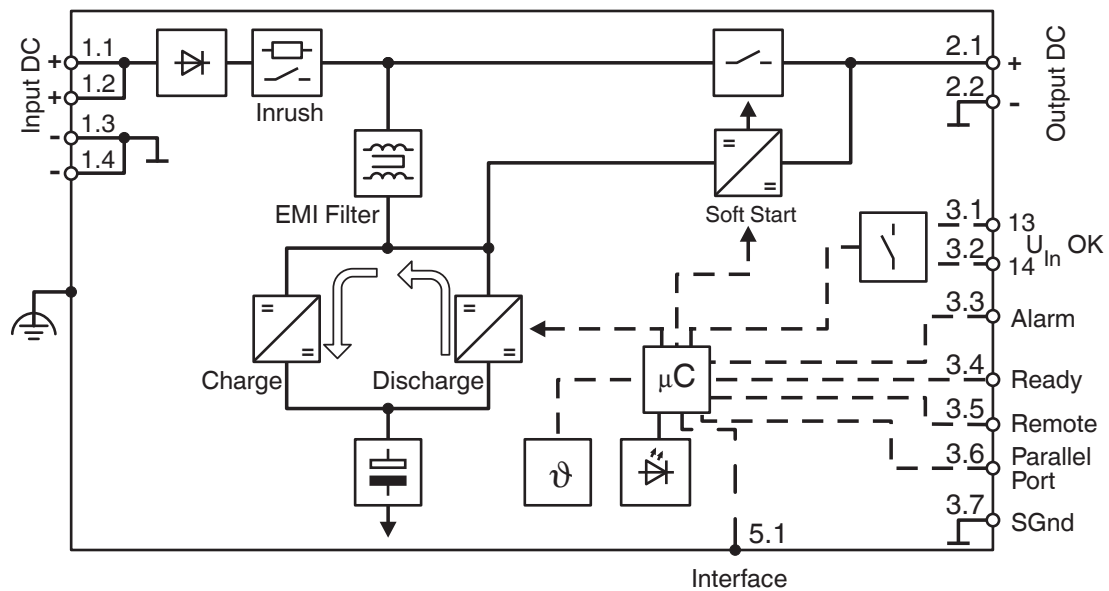 Input DC
+ 1.1
+ 1.2
- 1.3
- 1.4
Inrush
EMI Filter
Charge
Discharge
Soft Start
μC
ϑ
2.1 +
2.2 -
Output DC
3.1 13
3.2 14
UIn OK
3.3 Alarm
3.4 Ready
3.5 Remote
3.6 Parallel
Port
3.7 SGnd
5.1
Interface